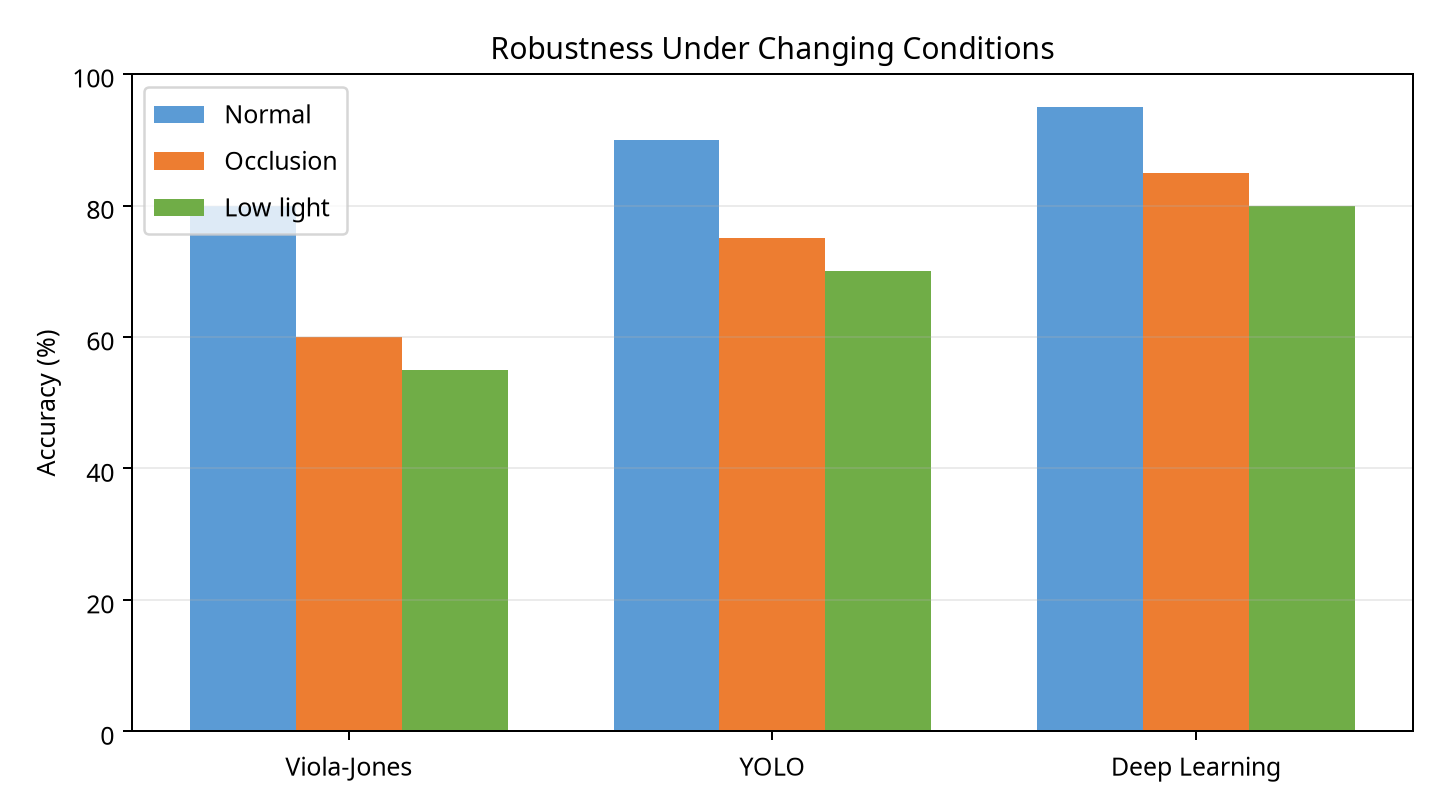 Robustness Under Changing Conditions
100
80
60
40
20
0
Accuracy (%)
Normal
Occlusion
Low light
Viola-Jones
YOLO
Deep Learning